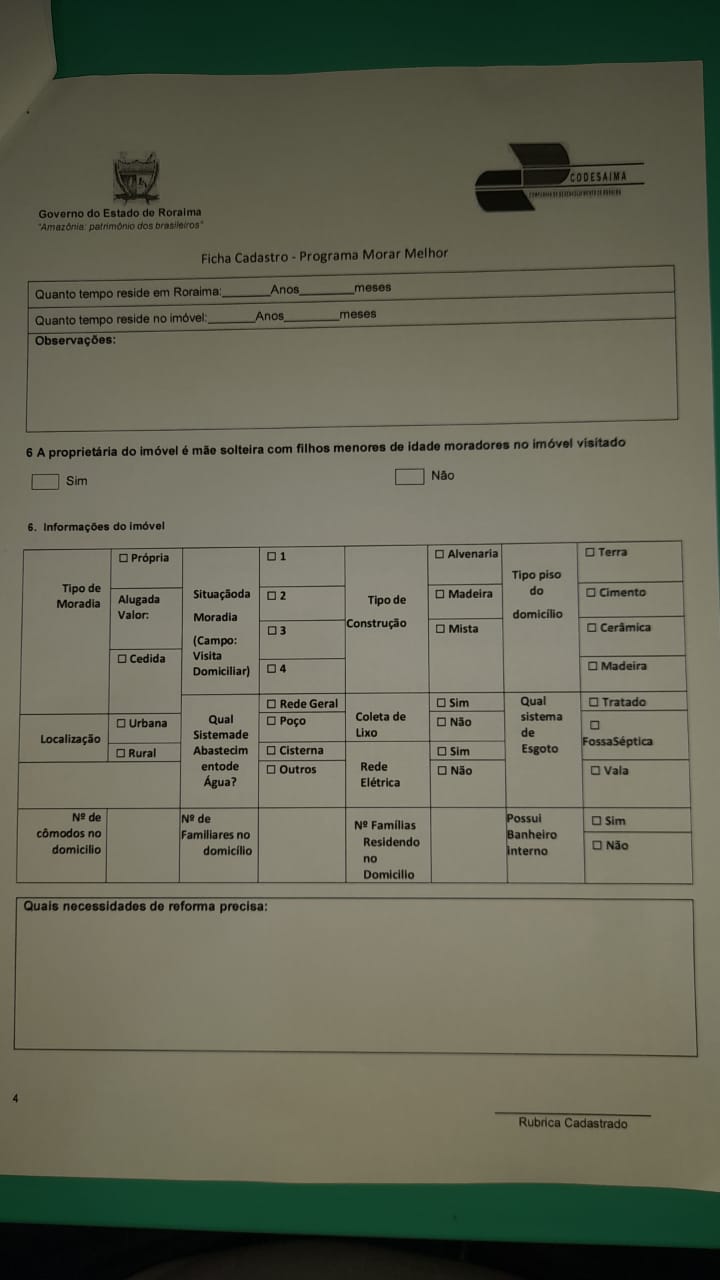 CODESAIMA
Governo do Estado de Roraima
"Amazônia: patrimônio dos brasileiros"
Ficha Cadastro - Programa Morar Melhor
Quanto tempo reside em Roraima:_______Anos________meses
Quanto tempo reside no imóvel:_______Anos________meses
Observações:
6 A proprietária do imóvel é mãe solteira com filhos menores de idade moradores no imóvel visitado
☐ Sim ☐ Não
6. Informações do imóvel
Tipo de
Moradia
☐ Própria
Alugada
Valor:
☐ Cedida
Situaçãoda
Moradia
(Campo:
Visita
Domiciliar)
☐ 1
☐ 2
☐ 3
☐ 4
Tipo de
Construção
☐ Alvenaria
☐ Madeira
☐ Mista
Tipo piso
do
domicílio
☐ Terra
☐ Cimento
☐ Cerâmica
☐ Madeira
Localização
☐ Urbana
☐ Rural
Qual
Sistemade
Abastecim
entode
Água?
☐ Rede Geral
☐ Poço
☐ Cisterna
☐ Outros
Coleta de
Lixo
☐ Sim
☐ Não
Rede
Elétrica
☐ Sim
☐ Não
Qual
sistema
de
Esgoto
☐ Tratado
☐
FossaSéptica
☐ Vala
Nº de
cômodos no
domicilio
Nº de
Familiares no
domicílio
Nº Famílias
Residendo
no
Domicilio
Possui
Banheiro
Interno
☐ Sim
☐ Não
Quais necessidades de reforma precisa:
4
Rubrica Cadastrado